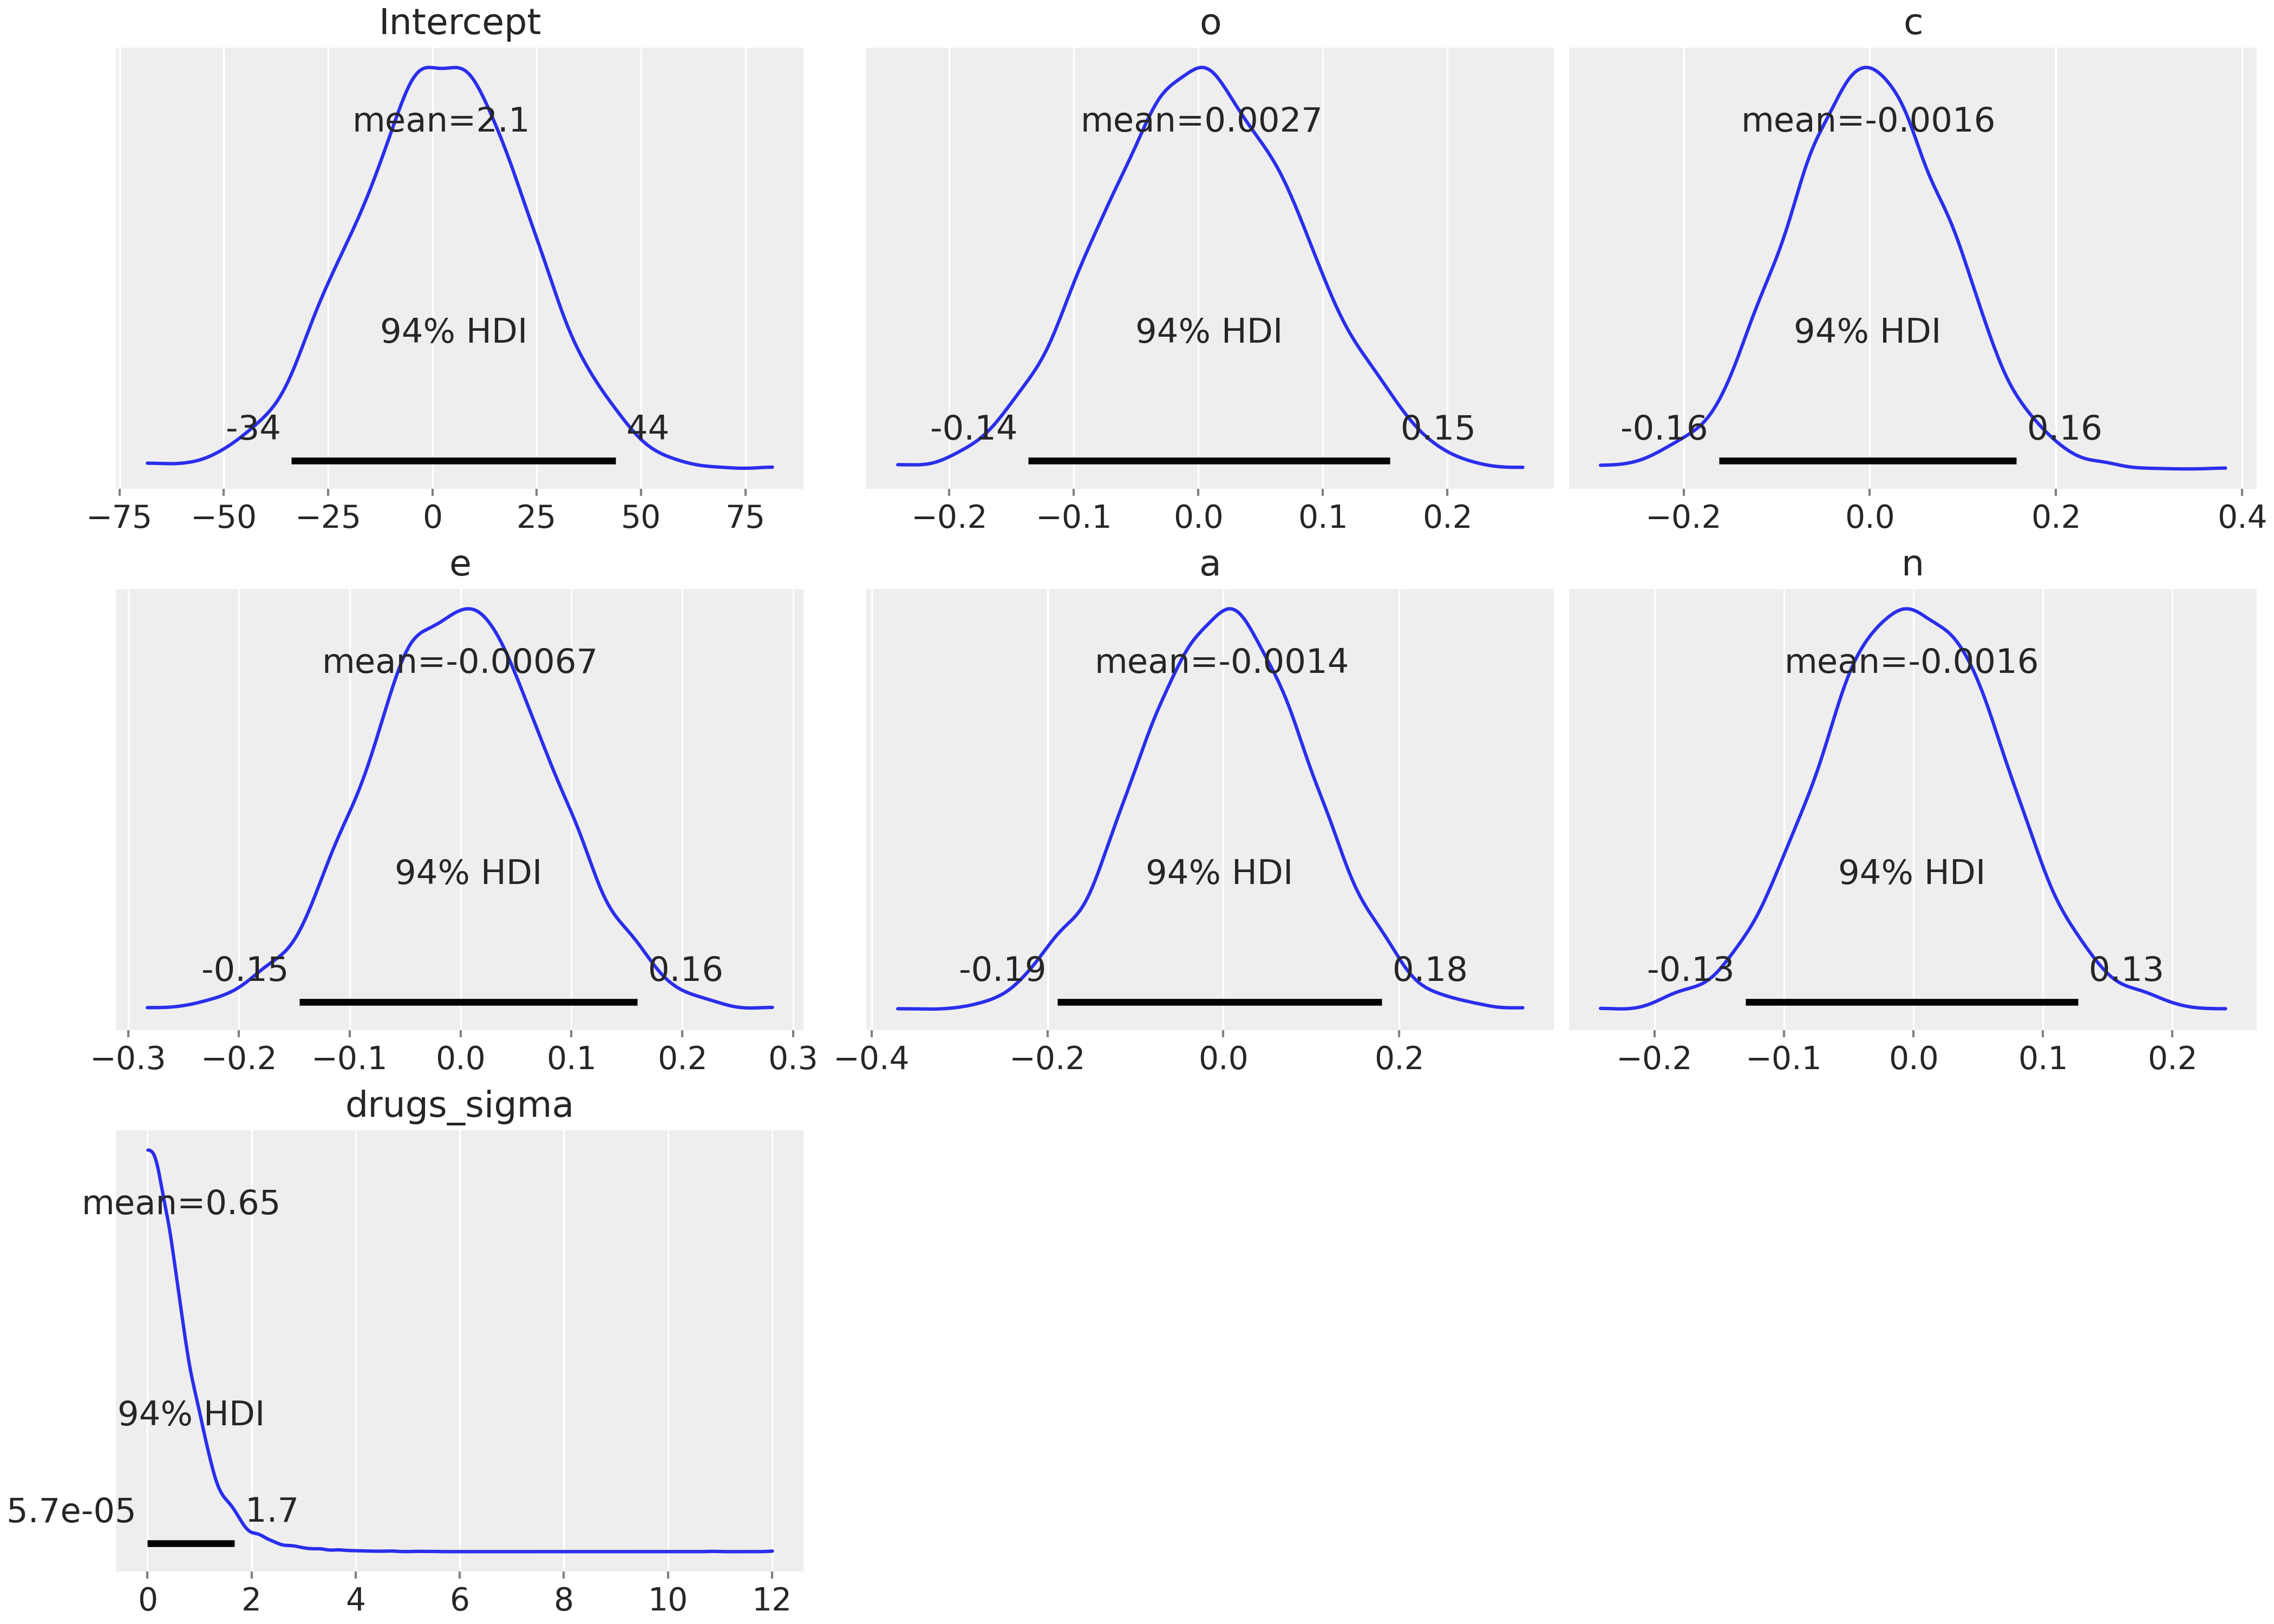 Intercept
mean=2.1
94% HDI
-34 44
−75 −50 −25 0 25 50 75
o
mean=0.0027
94% HDI
-0.14 0.15
−0.2 −0.1 0.0 0.1 0.2
c
mean=-0.0016
94% HDI
-0.16 0.16
−0.2 0.0 0.2 0.4
e
mean=-0.00067
94% HDI
-0.15 0.16
−0.3 −0.2 −0.1 0.0 0.1 0.2 0.3
a
mean=-0.0014
94% HDI
-0.19 0.18
−0.4 −0.2 0.0 0.2
n
mean=-0.0016
94% HDI
-0.13 0.13
−0.2 −0.1 0.0 0.1 0.2
drugs_sigma
mean=0.65
94% HDI
5.7e-05 1.7
0 2 4 6 8 10 12